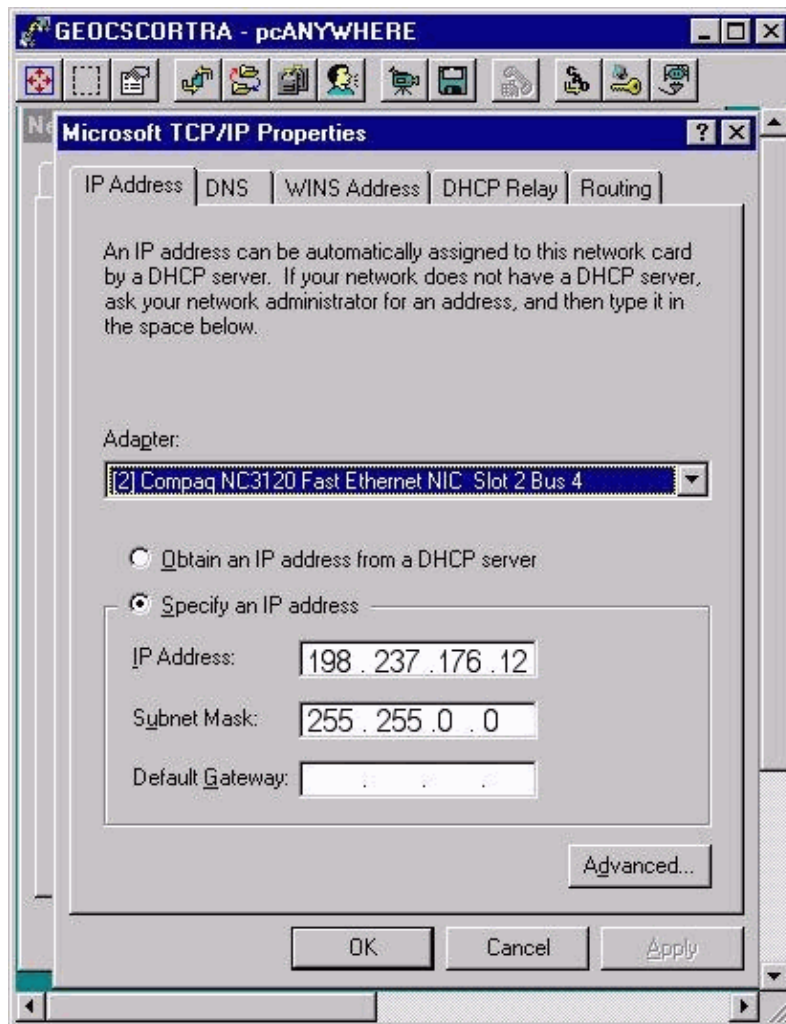 GEOCSCORTRA - pcANYWHERE
Ne
Microsoft TCP/IP Properties
IP Address DNS WINS Address DHCP Relay Routing
An IP address can be automatically assigned to this network card
by a DHCP server. If your network does not have a DHCP server,
ask your network administrator for an address, and then type it in
the space below.
Adapter:
[2] Compaq NC3120 Fast Ethernet NIC Slot 2 Bus 4
Obtain an IP address from a DHCP server
Specify an IP address
IP Address: 198 . 237 .176 .12
Subnet Mask: 255 . 255 .0 . 0
Default Gateway: . . .
Advanced...
OK Cancel Apply